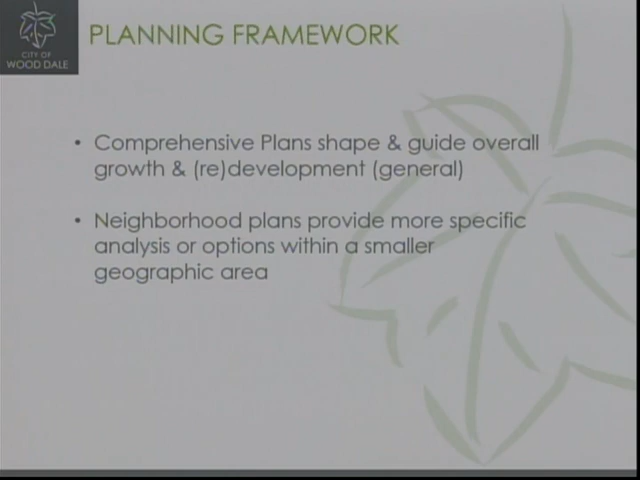 CITY OF
WOOD DALE
PLANNING FRAMEWORK
• Comprehensive Plans shape & guide overall
growth & (re)development (general)
• Neighborhood plans provide more specific
analysis or options within a smaller
geographic area